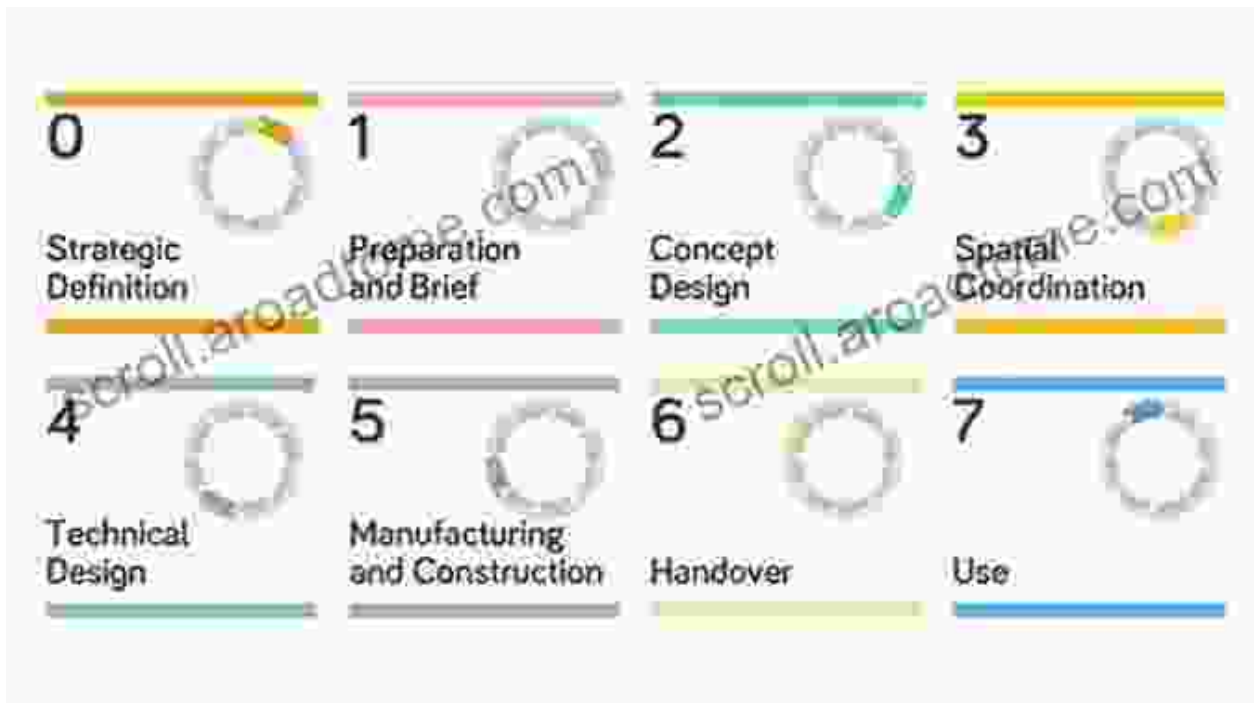 0
Strategic
Definition
1
Preparation
and Brief
2
Concept
Design
3
Spatial
Coordination
4
Technical
Design
5
Manufacturing
and Construction
6
Handover
7
Use
scroll.aroadtome.com
scroll.aroadtome.com